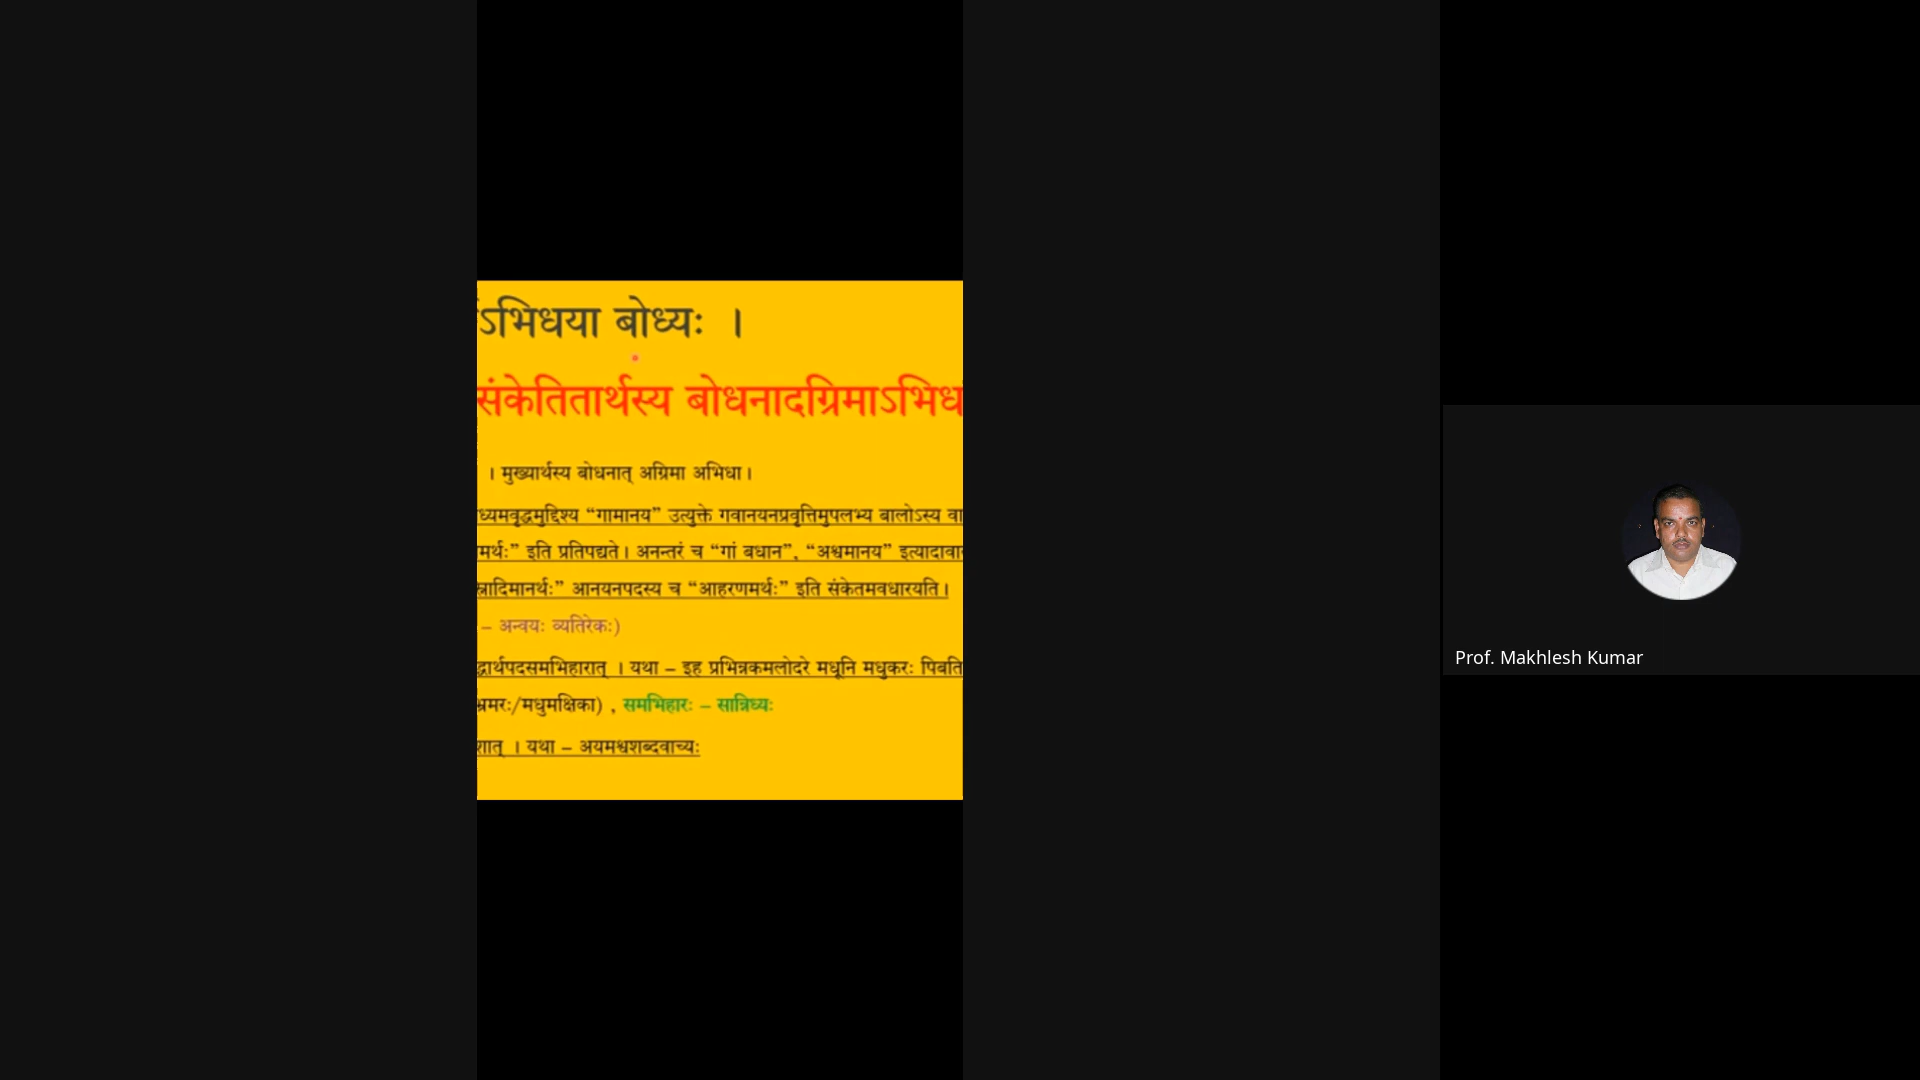 ऽभिधया बोध्यः ।
संकेतितार्थस्य बोधनादग्रिमाऽभिध
। मुख्यार्थस्य बोधनात् अग्रिमा अभिधा।
ध्यमवृद्धमुद्दिश्य “गामानय” उत्युक्ते गवानयनप्रवृत्तिमुपलभ्य बालोऽस्य वा
मर्थः” इति प्रतिपद्यते। अनन्तरं च “गां बधान”, “अश्वमानय” इत्यादावा
स्नादिमानर्थः” आनयनपदस्य च “आहरणमर्थः” इति संकेतमवधारयति।
– अन्वयः व्यतिरेकः)
द्धार्थपदसमभिहारात् । यथा – इह प्रभिन्नकमलोदरे मधूनि मधुकरः पिबति
भ्रमरः/मधुमक्षिका) , समभिहारः – सान्निध्यः
शात् । यथा – अयमश्वशब्दवाच्यः
Prof. Makhlesh Kumar